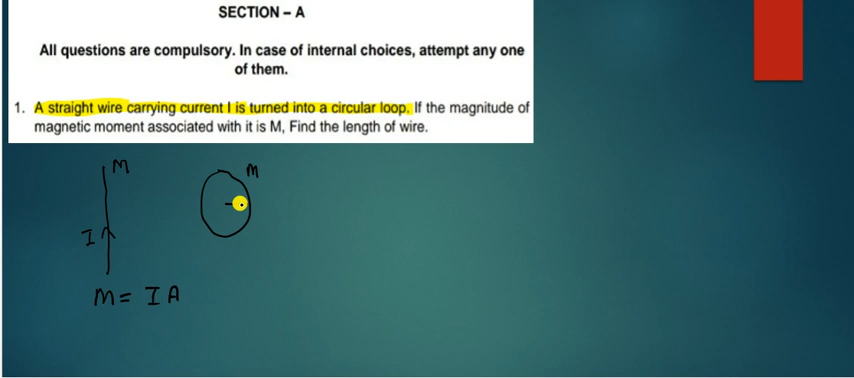 SECTION – A
All questions are compulsory. In case of internal choices, attempt any one
of them.
1. A straight wire carrying current I is turned into a circular loop. If the magnitude of
magnetic moment associated with it is M, Find the length of wire.
M
M
I
M = I A